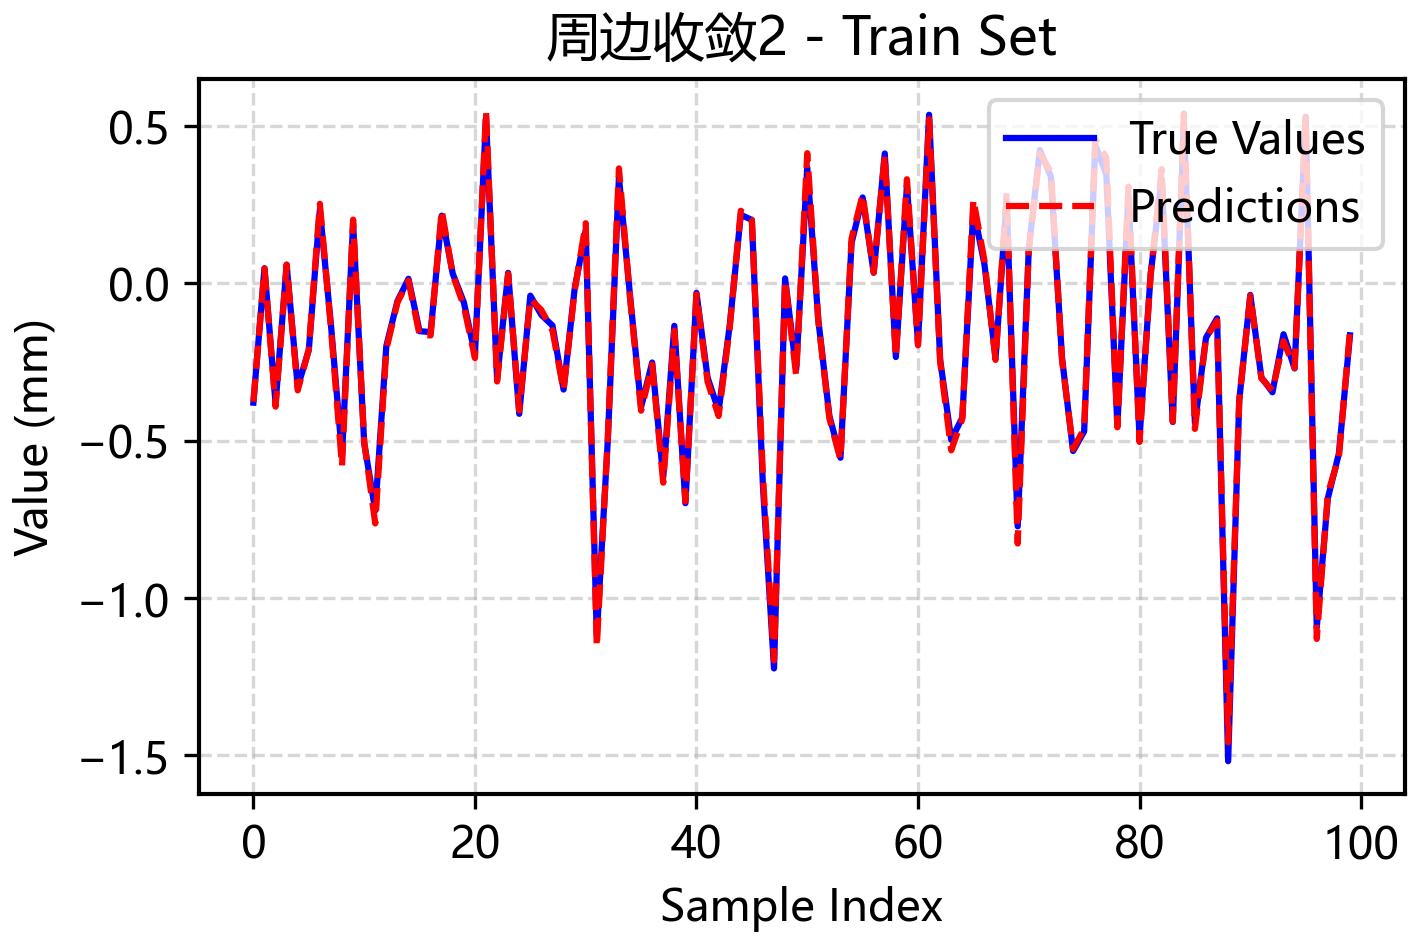 周边收敛2 - Train Set
0.5
0.0
−0.5
−1.0
−1.5
Value (mm)
True Values
Predictions
0 20 40 60 80 100
Sample Index